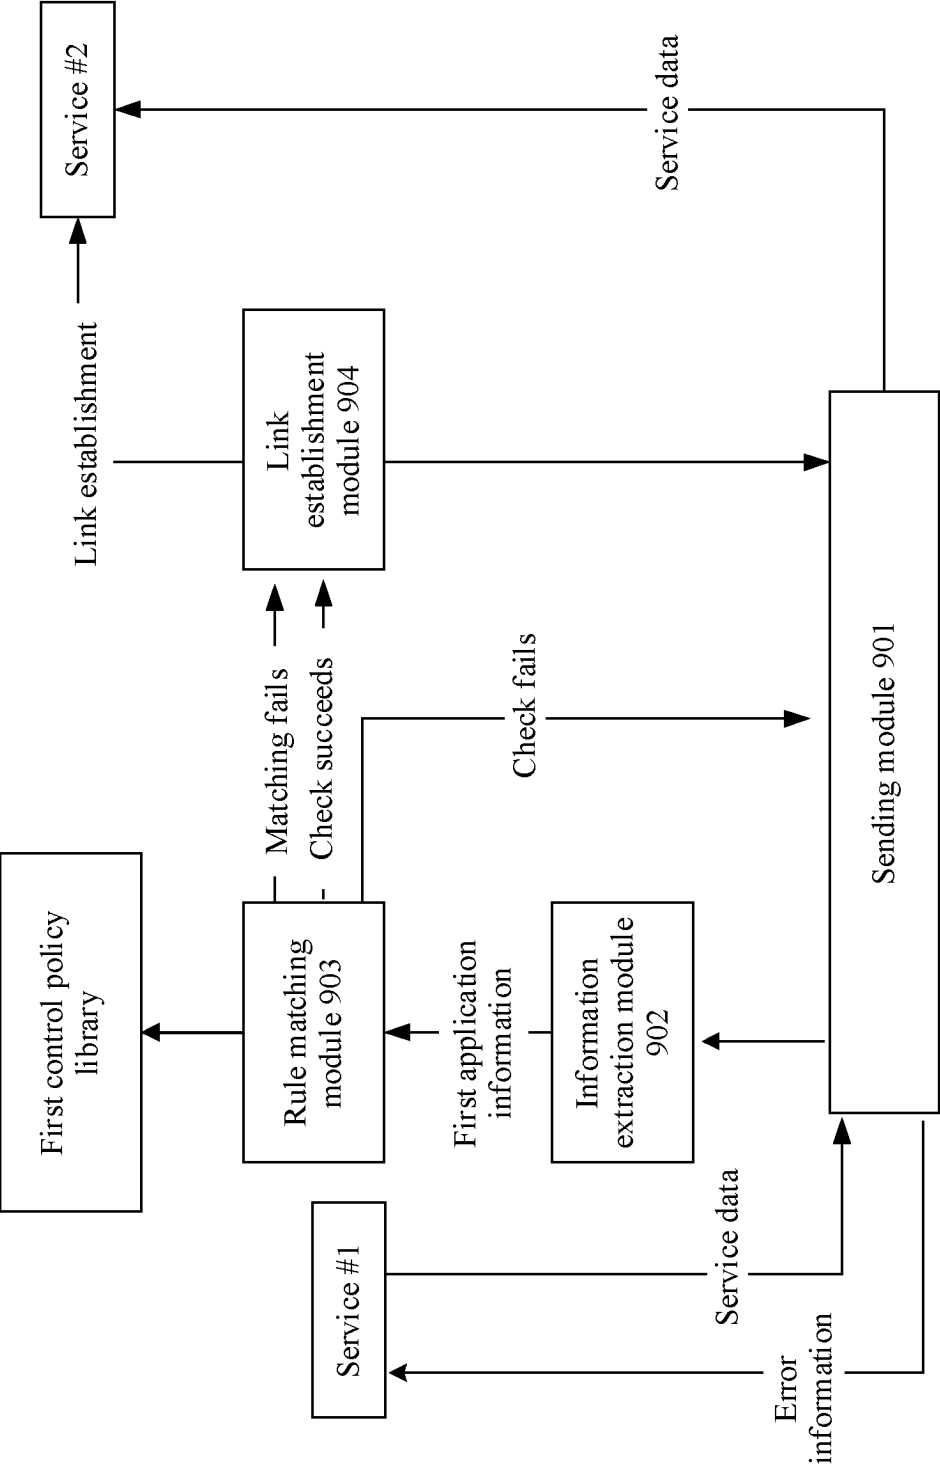 First control policy
library
Service #1
Rule matching
module 903
Matching fails
Check succeeds
Link
establishment
module 904
Link establishment
Service #2
First application
information
Check fails
Information
extraction module
902
Service data
Service data
Error
information
Sending module 901